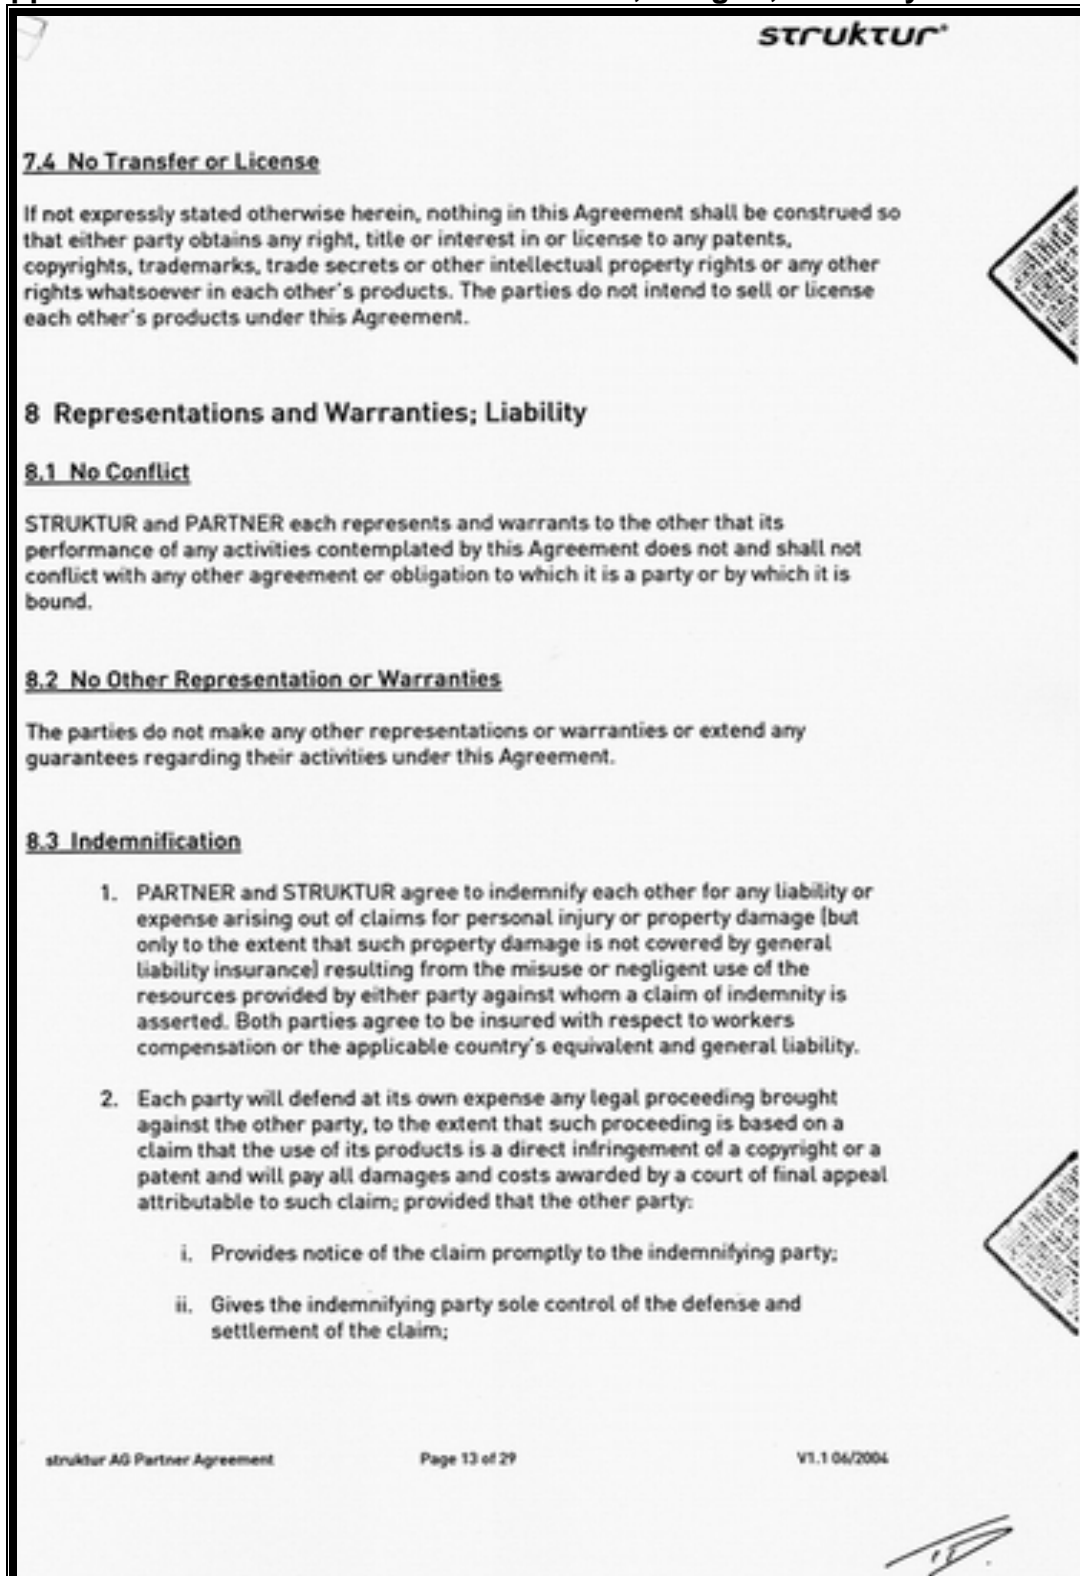 struktur
7.4 No Transfer or License
If not expressly stated otherwise herein, nothing in this Agreement shall be construed so
that either party obtains any right, title or interest in or license to any patents,
copyrights, trademarks, trade secrets or other intellectual property rights or any other
rights whatsoever in each other's products. The parties do not intend to sell or license
each other's products under this Agreement.
8 Representations and Warranties; Liability
8.1 No Conflict
STRUKTUR and PARTNER each represents and warrants to the other that its
performance of any activities contemplated by this Agreement does not and shall not
conflict with any other agreement or obligation to which it is a party or by which it is
bound.
8.2 No Other Representation or Warranties
The parties do not make any other representations or warranties or extend any
guarantees regarding their activities under this Agreement.
8.3 Indemnification
1. PARTNER and STRUKTUR agree to indemnify each other for any liability or
expense arising out of claims for personal injury or property damage (but
only to the extent that such property damage is not covered by general
liability insurance) resulting from the misuse or negligent use of the
resources provided by either party against whom a claim of indemnity is
asserted. Both parties agree to be insured with respect to workers
compensation or the applicable country's equivalent and general liability.
2. Each party will defend at its own expense any legal proceeding brought
against the other party, to the extent that such proceeding is based on a
claim that the use of its products is a direct infringement of a copyright or a
patent and will pay all damages and costs awarded by a court of final appeal
attributable to such claim; provided that the other party:
i. Provides notice of the claim promptly to the indemnifying party;
ii. Gives the indemnifying party sole control of the defense and
settlement of the claim;
struktur AG Partner Agreement Page 13 of 29 V1.1 06/2004